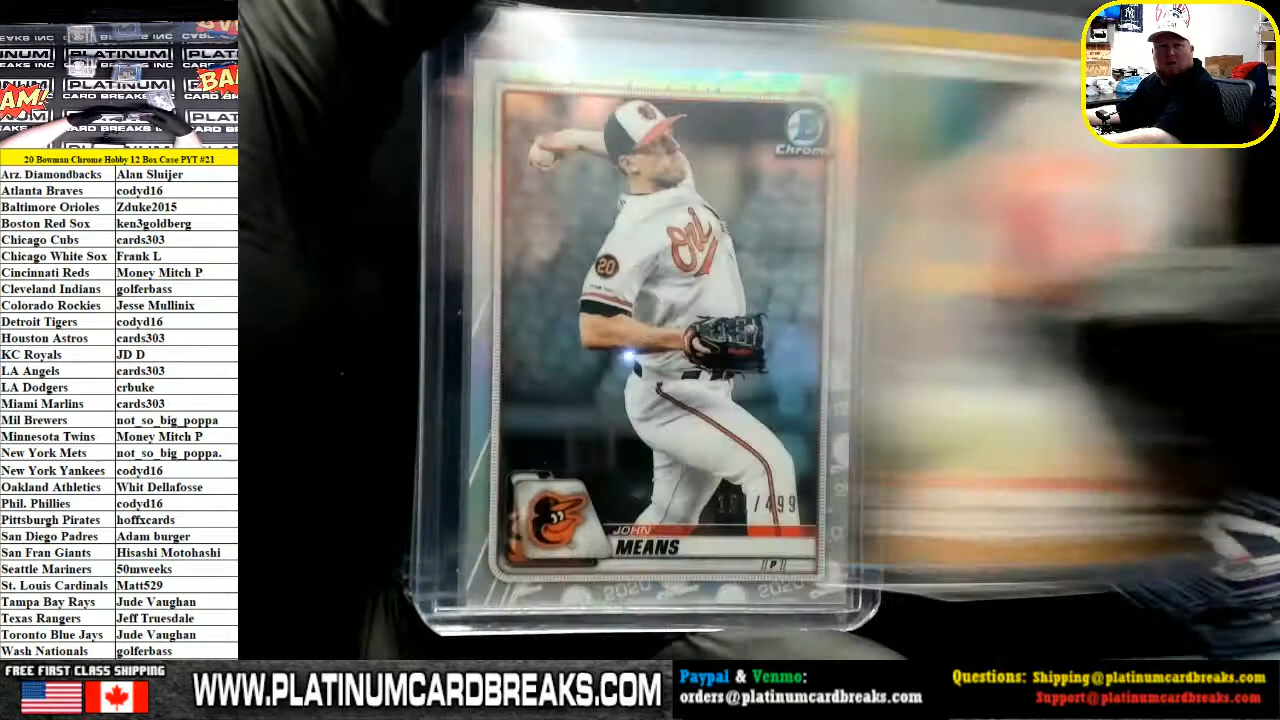 20 Bowman Chrome Hobby 12 Box Case PYT #21
Arz. Diamondbacks Alan Sluijer
Atlanta Braves codyd16
Baltimore Orioles Zduke2015
Boston Red Sox ken3goldberg
Chicago Cubs cards303
Chicago White Sox Frank L
Cincinnati Reds Money Mitch P
Cleveland Indians golferbass
Colorado Rockies Jesse Mullinix
Detroit Tigers codyd16
Houston Astros cards303
KC Royals JD D
LA Angels cards303
LA Dodgers crbuke
Miami Marlins cards303
Mil Brewers not_so_big_poppa
Minnesota Twins Money Mitch P
New York Mets not_so_big_poppa.
New York Yankees codyd16
Oakland Athletics Whit Dellafosse
Phil. Phillies codyd16
Pittsburgh Pirates hoffxcards
San Diego Padres Adam burger
San Fran Giants Hisashi Motohashi
Seattle Mariners 50mweeks
St. Louis Cardinals Matt529
Tampa Bay Rays Jude Vaughan
Texas Rangers Jeff Truesdale
Toronto Blue Jays Jude Vaughan
Wash Nationals golferbass
PLATINUM
CARD BREAKS INC
BAM!
Chrome
20
/499
JOHN
MEANS
P
2020
2020
FREE FIRST CLASS SHIPPING
WWW.PLATINUMCARDBREAKS.COM
Paypal & Venmo:
orders@platinumcardbreaks.com
Questions: Shipping@platinumcardbreaks.com
Support@platinumcardbreaks.com